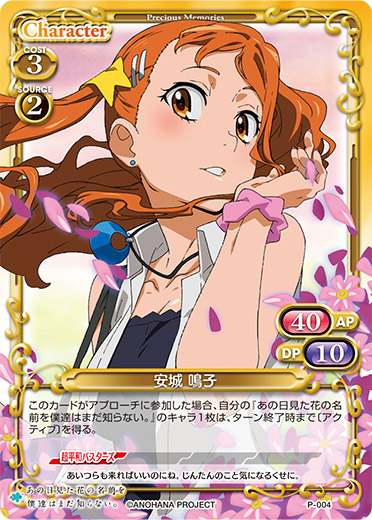 Precious Memories
Character
COST
3
SOURCE
2
40 AP
DP 10
安城 鳴子
このカードがアプローチに参加した場合、自分の『あの日見た花の名
前を僕達はまだ知らない。』のキャラ1枚は、ターン終了時まで〔アク
ティブ〕を得る。
超平和バスターズ
あいつらも来ればいいのにね。じんたんのこと気になるくせに。
あの日見た花の名前を
僕達はまだ知らない。
©ANOHANA PROJECT
P-004